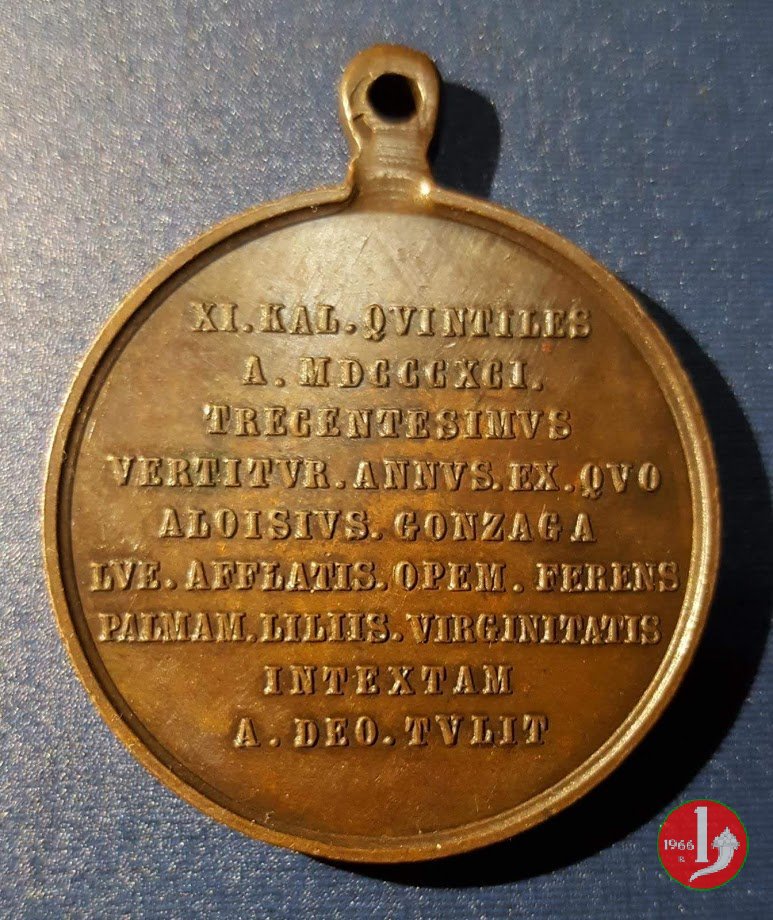 XI. KAL. QVINTILES
A. MDCCCXCI.
TRECENTESIMVS
VERTITVR. ANNVS. EX. QVO
ALOISIVS. GONZAGA
LVE. AFFLATIS. OPEM. FERENS
PALMAM. LILIIS. VIRGINITATIS
INTEXTAM
A. DEO. TVLIT
1966
R